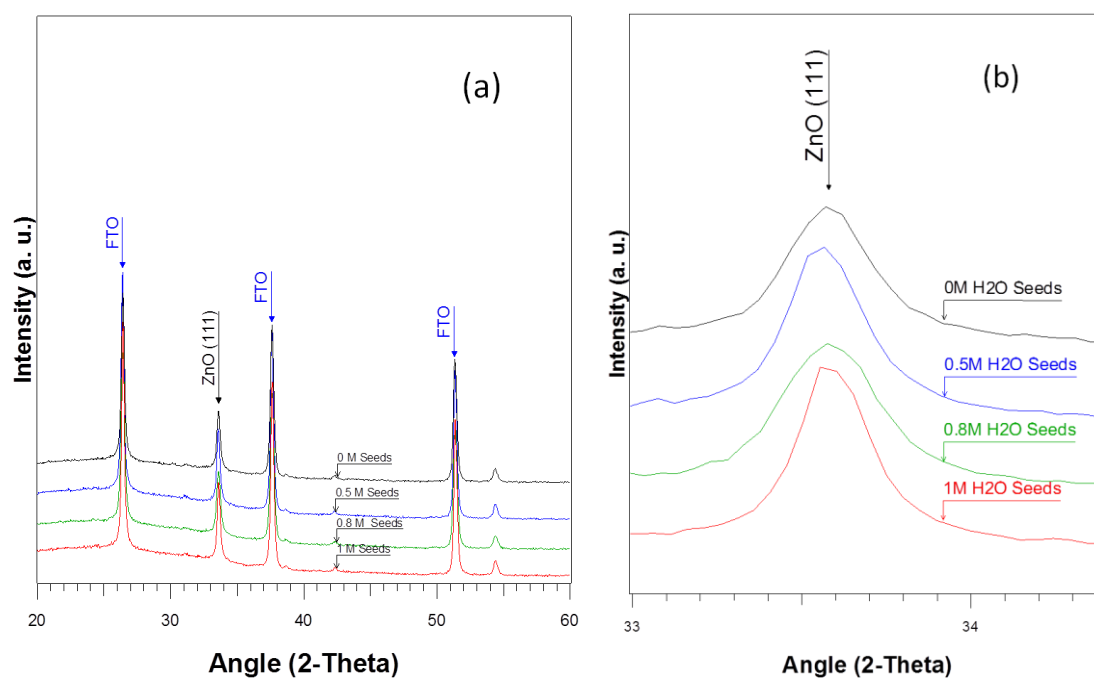 (a)
FTO
ZnO (111)
FTO
FTO
0 M Seeds
0.5 M Seeds
0.8 M Seeds
1 M Seeds
Intensity (a. u.)
20 30 40 50 60
Angle (2-Theta)
(b)
ZnO (111)
0M H2O Seeds
0.5M H2O Seeds
0.8M H2O Seeds
1M H2O Seeds
Intensity (a. u.)
33 34
Angle (2-Theta)